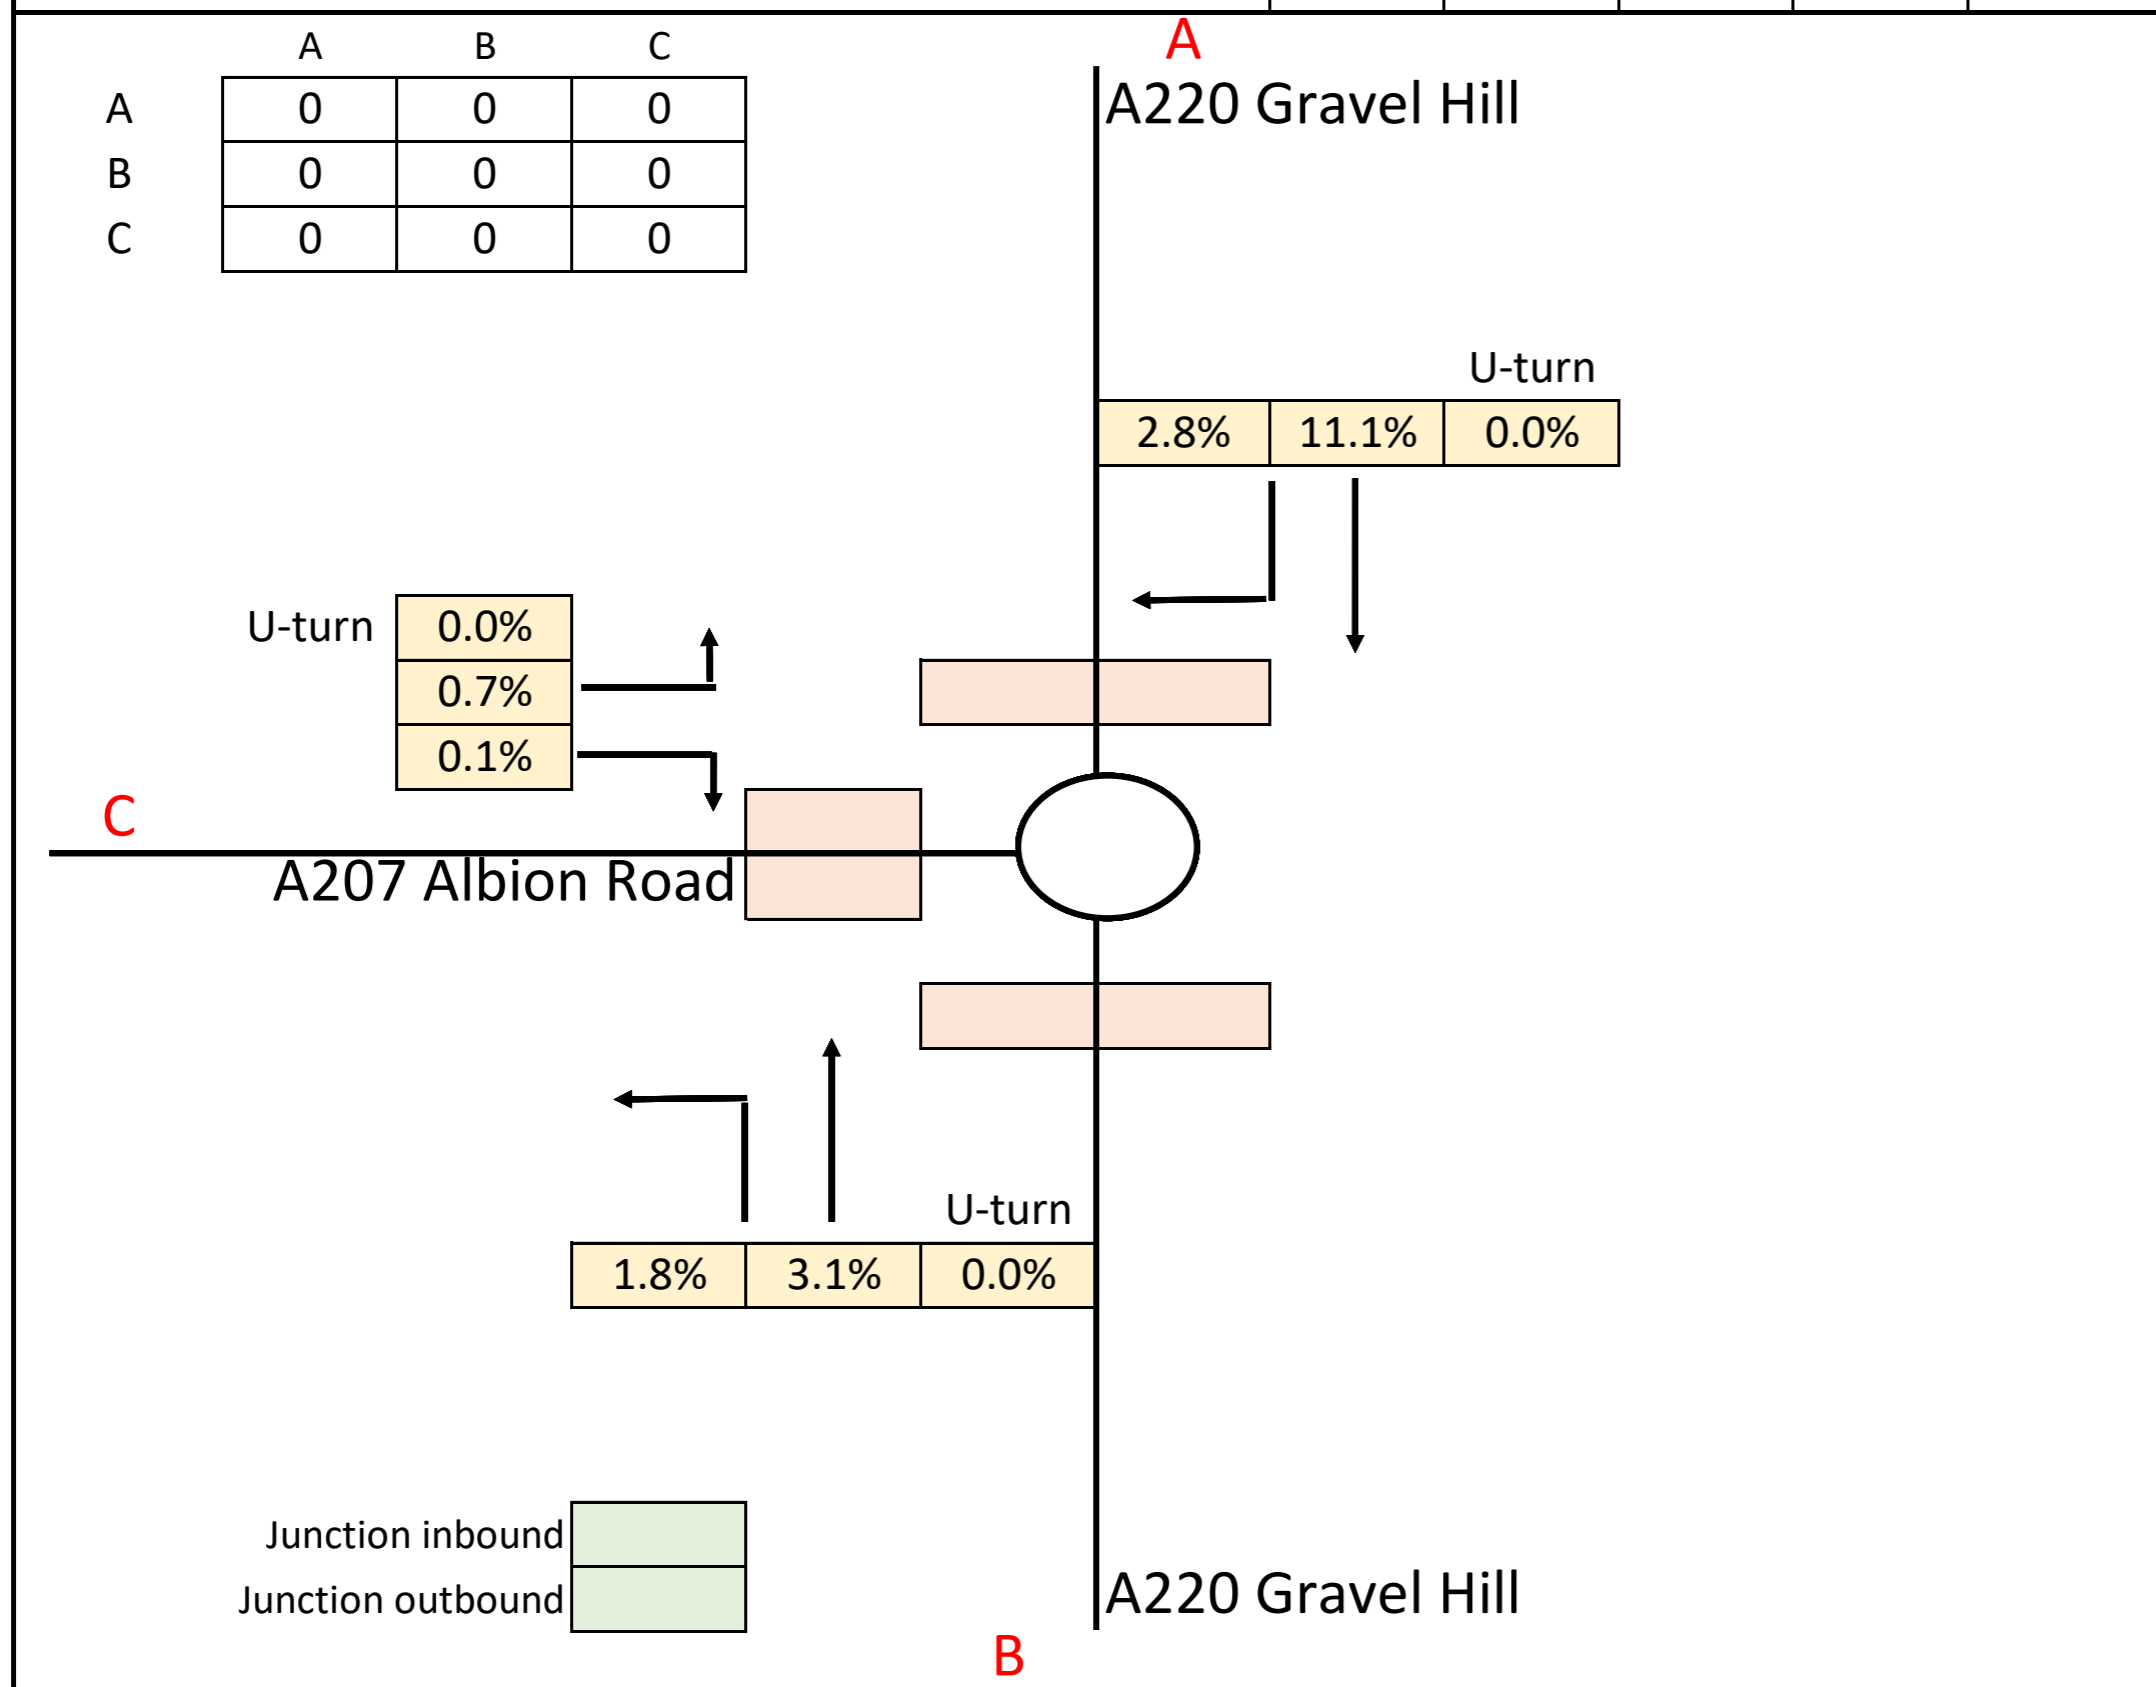 A B C
A 0 0 0
B 0 0 0
C 0 0 0
A
A220 Gravel Hill
U-turn
2.8% 11.1% 0.0%
U-turn 0.0%
0.7%
0.1%
C
A207 Albion Road
U-turn
1.8% 3.1% 0.0%
Junction inbound
Junction outbound
A220 Gravel Hill
B